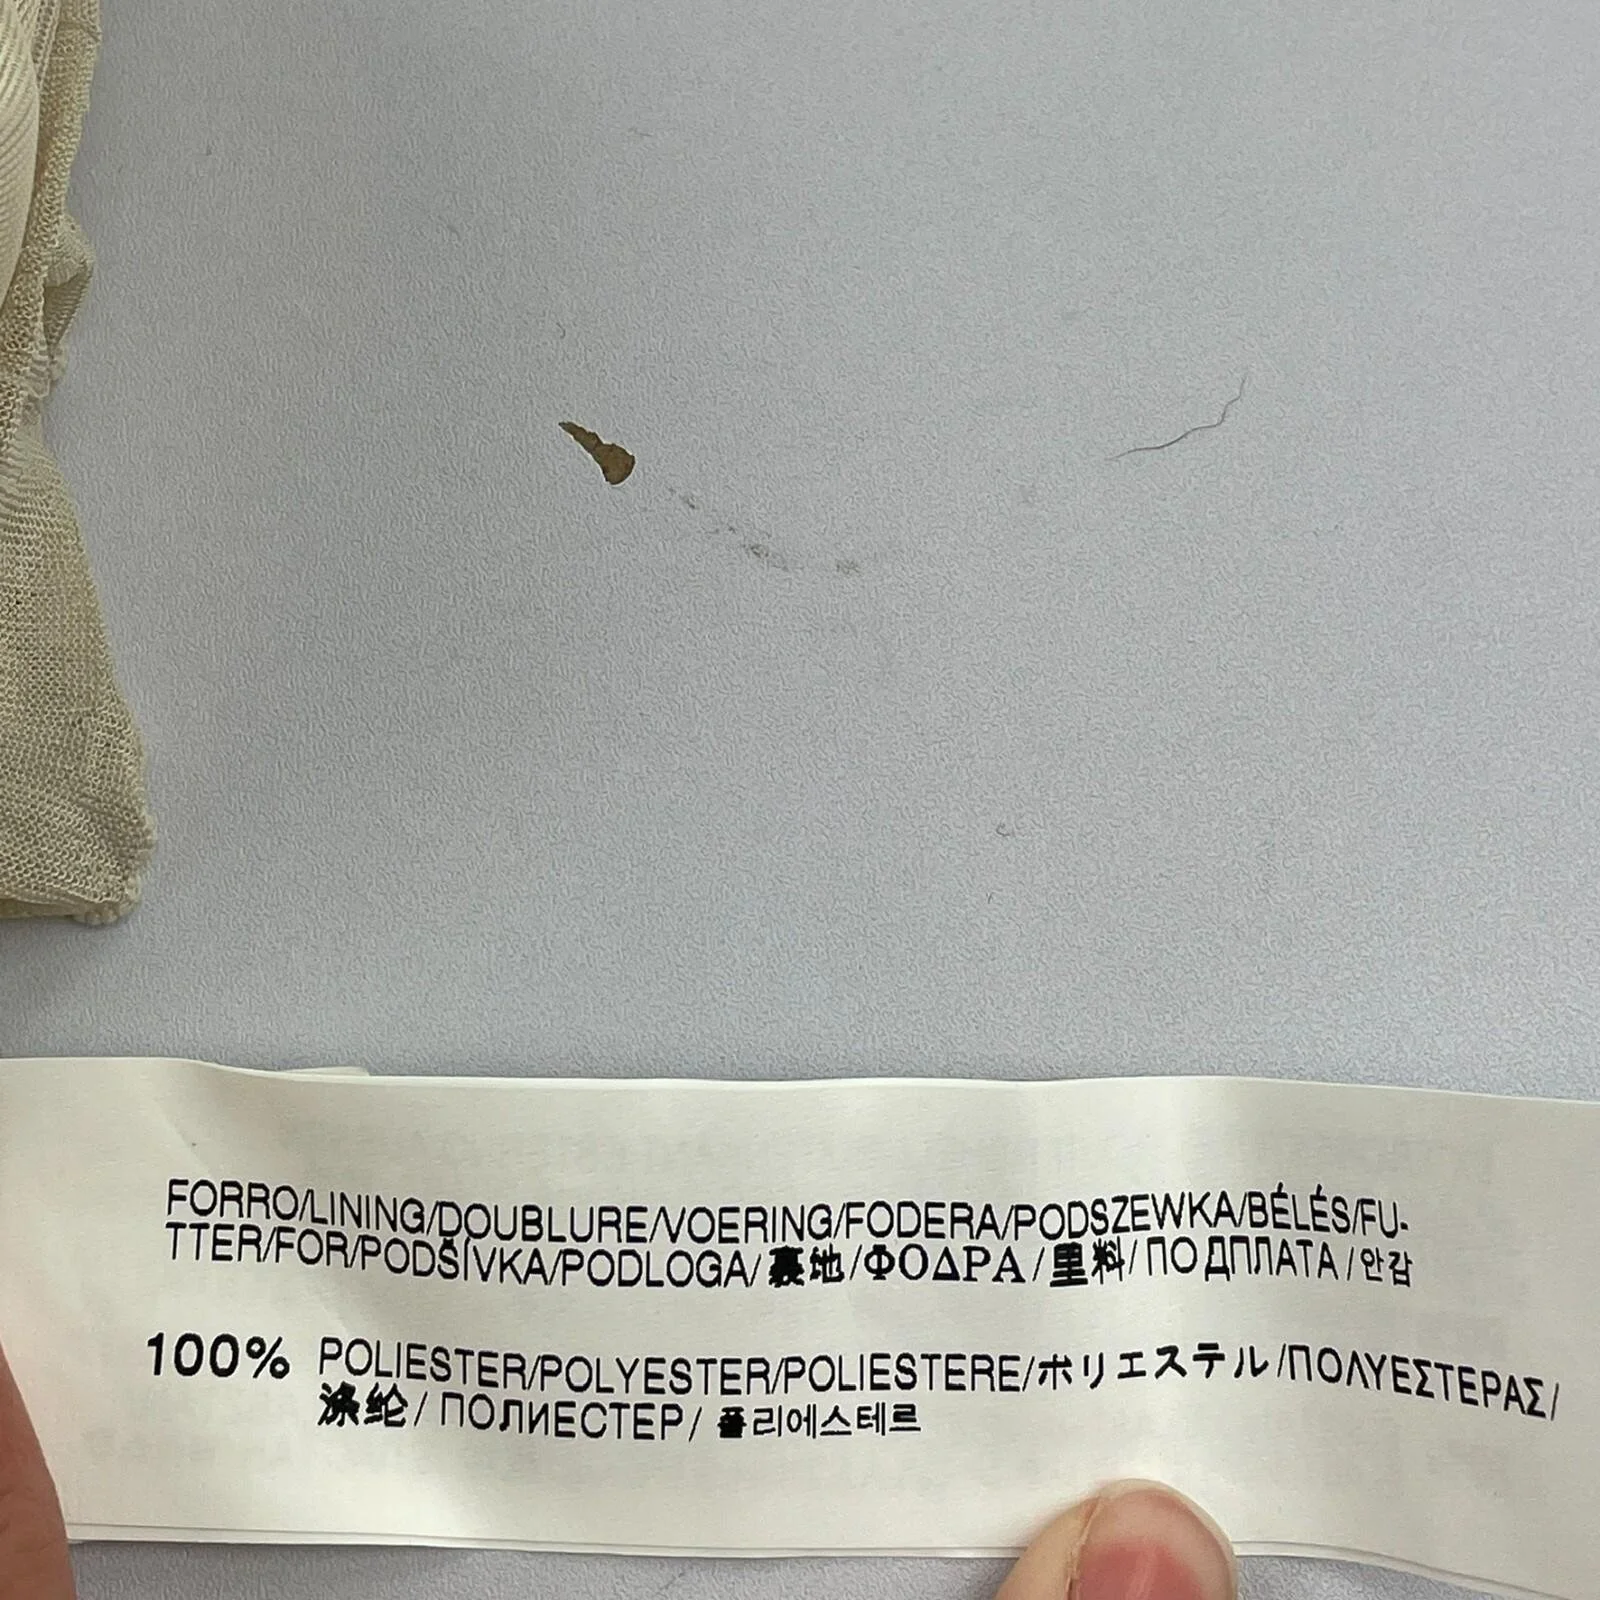 FORRO/LINING/DOUBLURE/VOERING/FODERA/PODSZEWKA/BÉLÉS/FU-
TTER/FOR/PODŠÍVKA/PODLOGA/裏地/ΦΟΔΡΑ/里料/ПОДПЛАТА/안감
100% POLIESTER/POLYESTER/POLIESTERE/ポリエステル/ΠΟΛΥΕΣΤΕΡΑΣ/
涤纶/ПОЛИЕСТЕР/폴리에스테르